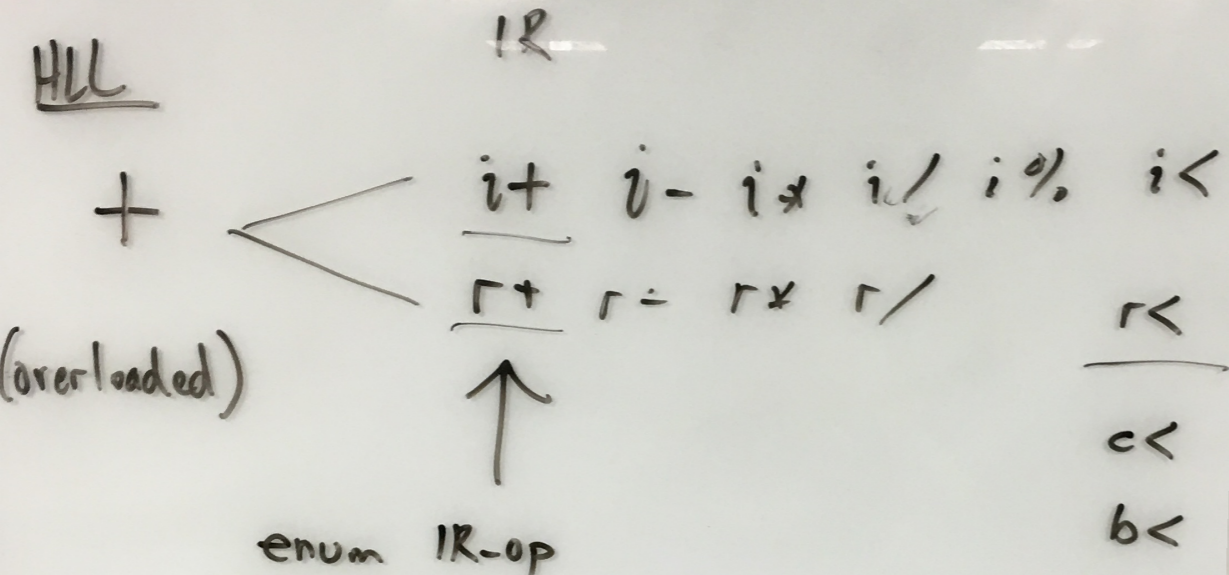 HLL IR
+ i+ i- i* i/ i% i<
r+ r- r* r/ r<
(overloaded) c<
enum IR-op b<